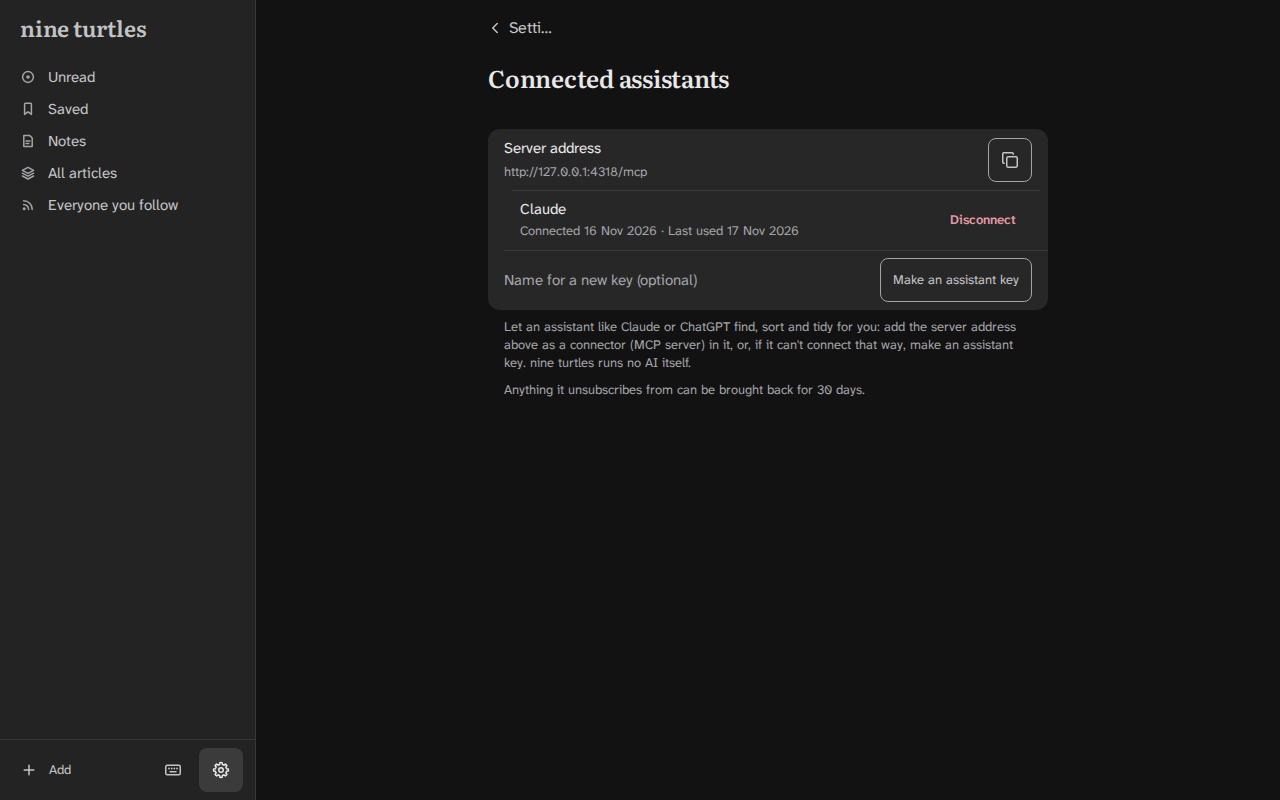 nine turtles
Unread
Saved
Notes
All articles
Everyone you follow
Add
Setti...
Connected assistants
Server address
http://127.0.0.1:4318/mcp
Claude
Connected 16 Nov 2026 · Last used 17 Nov 2026
Disconnect
Name for a new key (optional)
Make an assistant key
Let an assistant like Claude or ChatGPT find, sort and tidy for you: add the server address
above as a connector (MCP server) in it, or, if it can't connect that way, make an assistant
key. nine turtles runs no AI itself.
Anything it unsubscribes from can be brought back for 30 days.